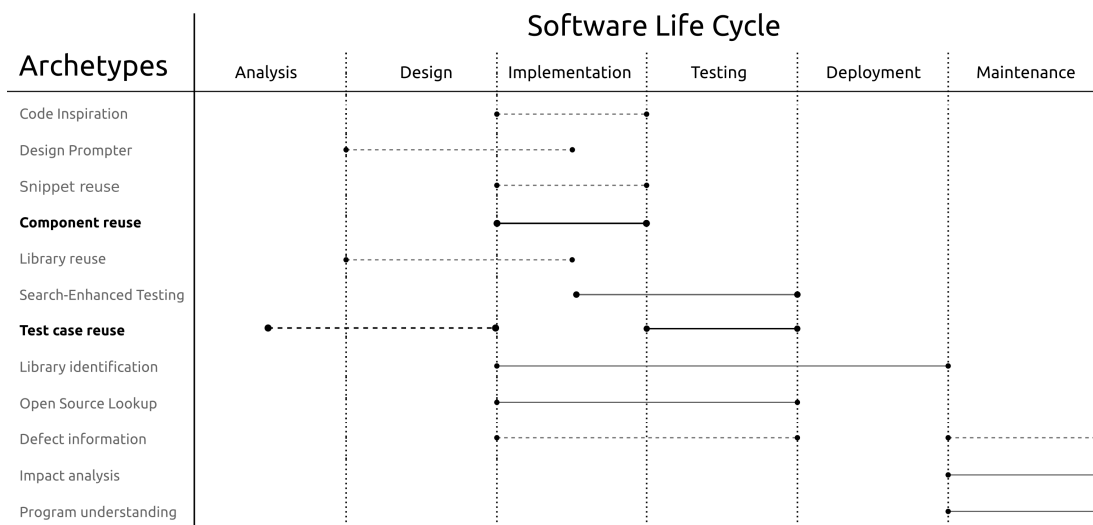 Software Life Cycle
Archetypes
Analysis Design Implementation Testing Deployment Maintenance
Code Inspiration
Design Prompter
Snippet reuse
Component reuse
Library reuse
Search-Enhanced Testing
Test case reuse
Library identification
Open Source Lookup
Defect information
Impact analysis
Program understanding